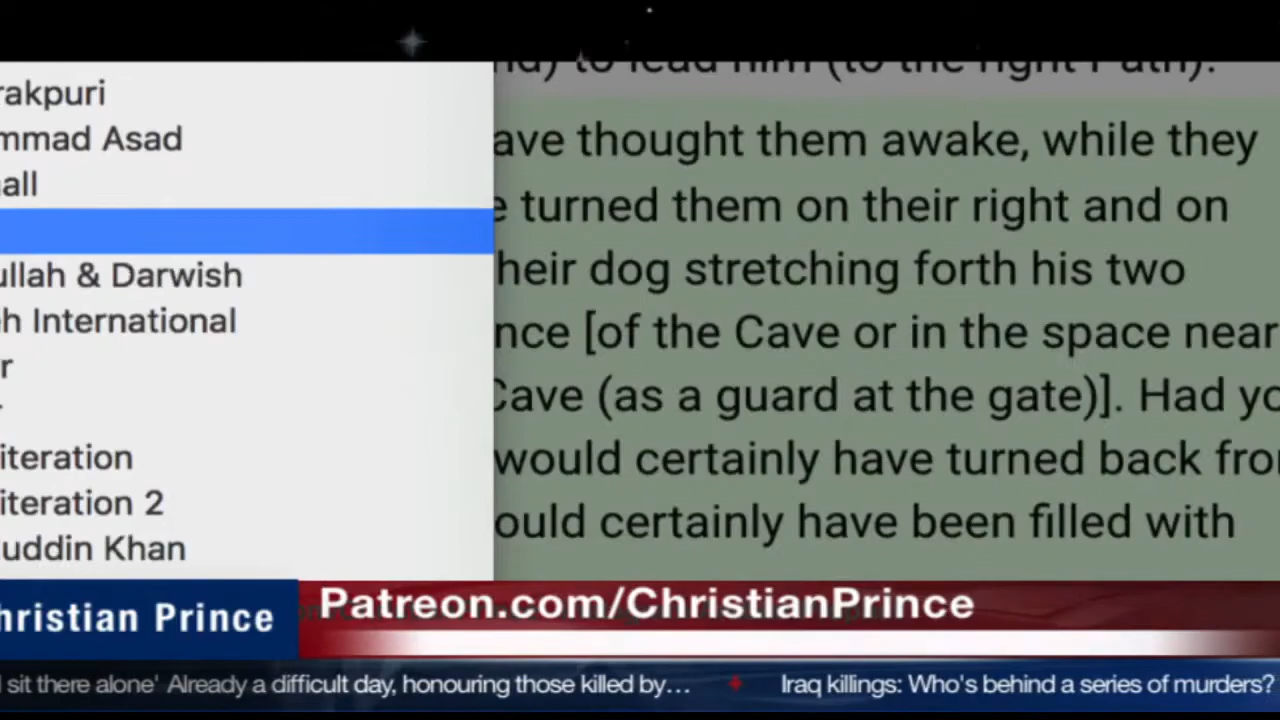 nd) to lead him (to the right Path).
rakpuri
mmad Asad
all
ullah & Darwish
h International
r
iteration
iteration 2
uddin Khan
ave thought them awake, while they
e turned them on their right and on
heir dog stretching forth his two
nce [of the Cave or in the space near
Cave (as a guard at the gate)]. Had yo
would certainly have turned back fro
ould certainly have been filled with
hristian Prince
Patreon.com/ChristianPrince
sit there alone' Already a difficult day, honouring those killed by…
Iraq killings: Who's behind a series of murders?